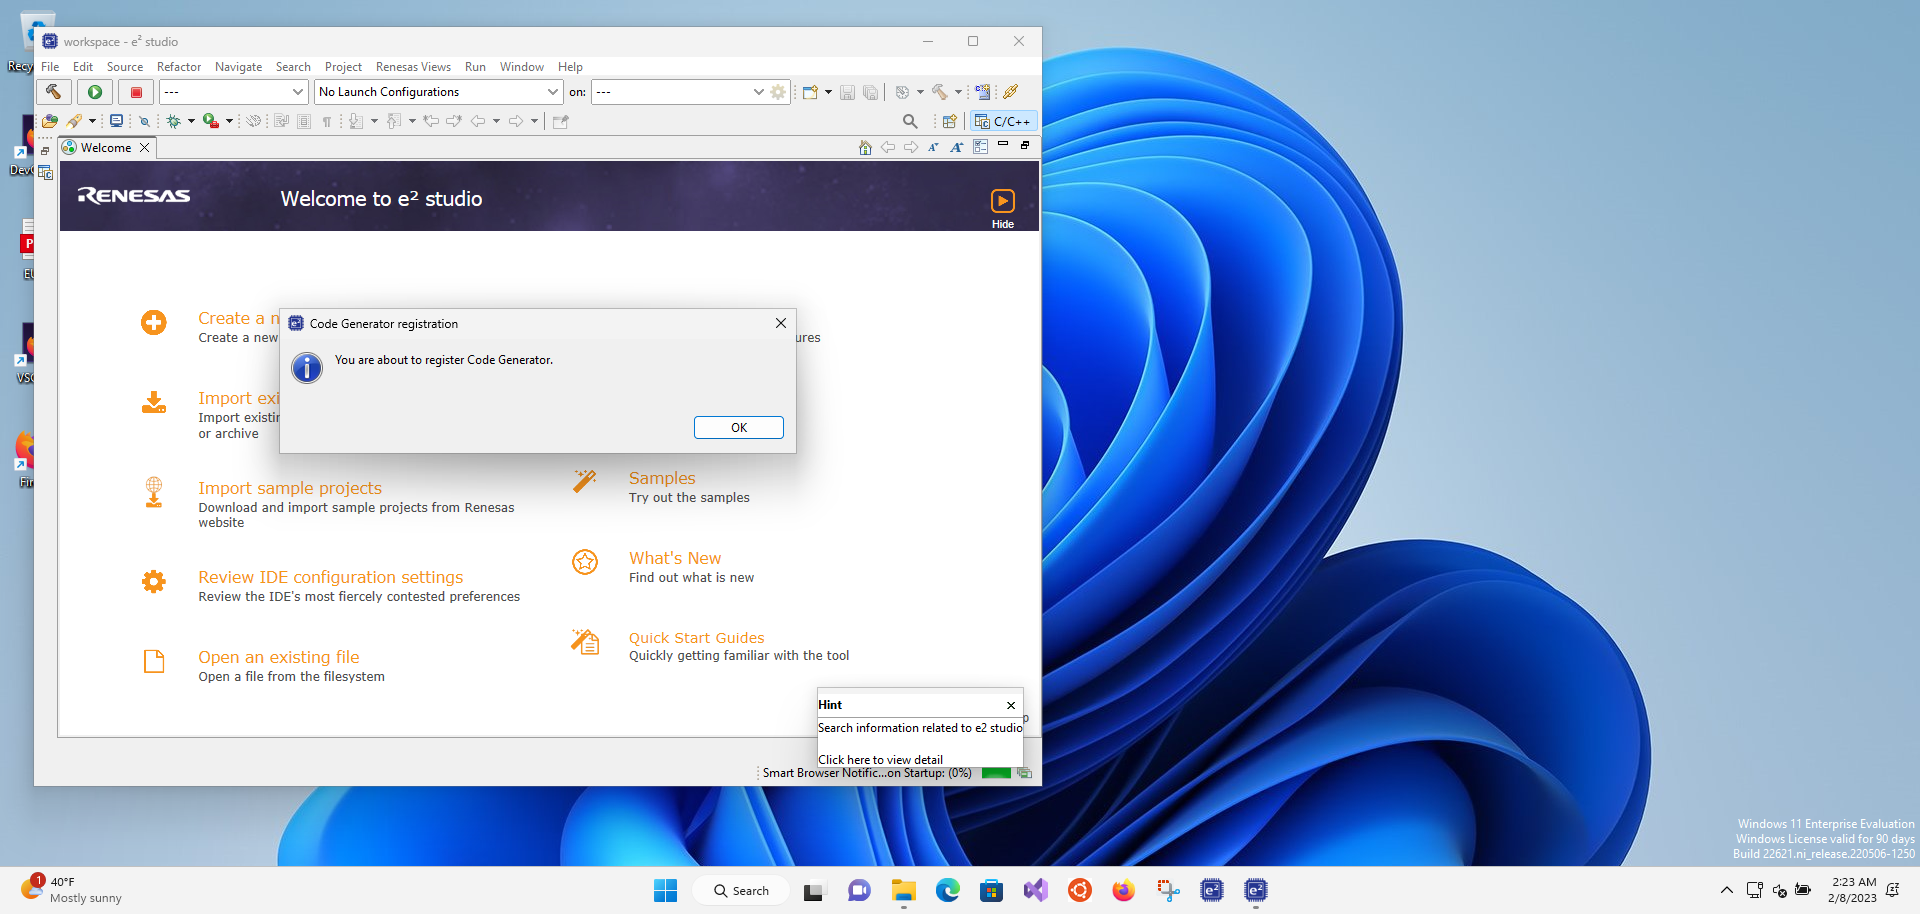 workspace - e² studio
File Edit Source Refactor Navigate Search Project Renesas Views Run Window Help
--- No Launch Configurations on: ---
C/C++
Welcome
RENESAS
Welcome to e² studio
Hide
Create a n
Create a new
ures
Code Generator registration
You are about to register Code Generator.
OK
Import exi
Import existin
or archive
Import sample projects
Download and import sample projects from Renesas
website
Samples
Try out the samples
Review IDE configuration settings
Review the IDE's most fiercely contested preferences
What's New
Find out what is new
Open an existing file
Open a file from the filesystem
Quick Start Guides
Quickly getting familiar with the tool
Hint
Search information related to e2 studio
Click here to view detail
Smart Browser Notific...on Startup: (0%)
Recy
Dev
VS
Fir
Windows 11 Enterprise Evaluation
Windows License valid for 90 days
Build 22621.ni_release.220506-1250
1
40°F
Mostly sunny
Search
2:23 AM
2/8/2023